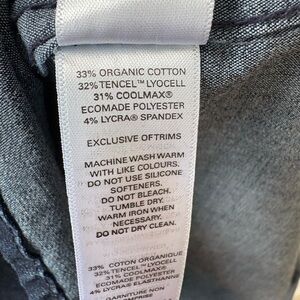 33% ORGANIC COTTON
32% TENCEL™ LYOCELL
31% COOLMAX®
ECOMADE POLYESTER
4% LYCRA® SPANDEX
EXCLUSIVE OF TRIMS
MACHINE WASH WARM
WITH LIKE COLOURS.
DO NOT USE SILICONE
SOFTENERS.
DO NOT BLEACH.
TUMBLE DRY.
WARM IRON WHEN
NECESSARY.
DO NOT DRY CLEAN.
33% COTON ORGANIQUE
32% TENCEL™ LYOCELL
31% COOLMAX®
ECOMADE POLYESTER
4% LYCRA® ELASTHANNE
GARNITURE NON